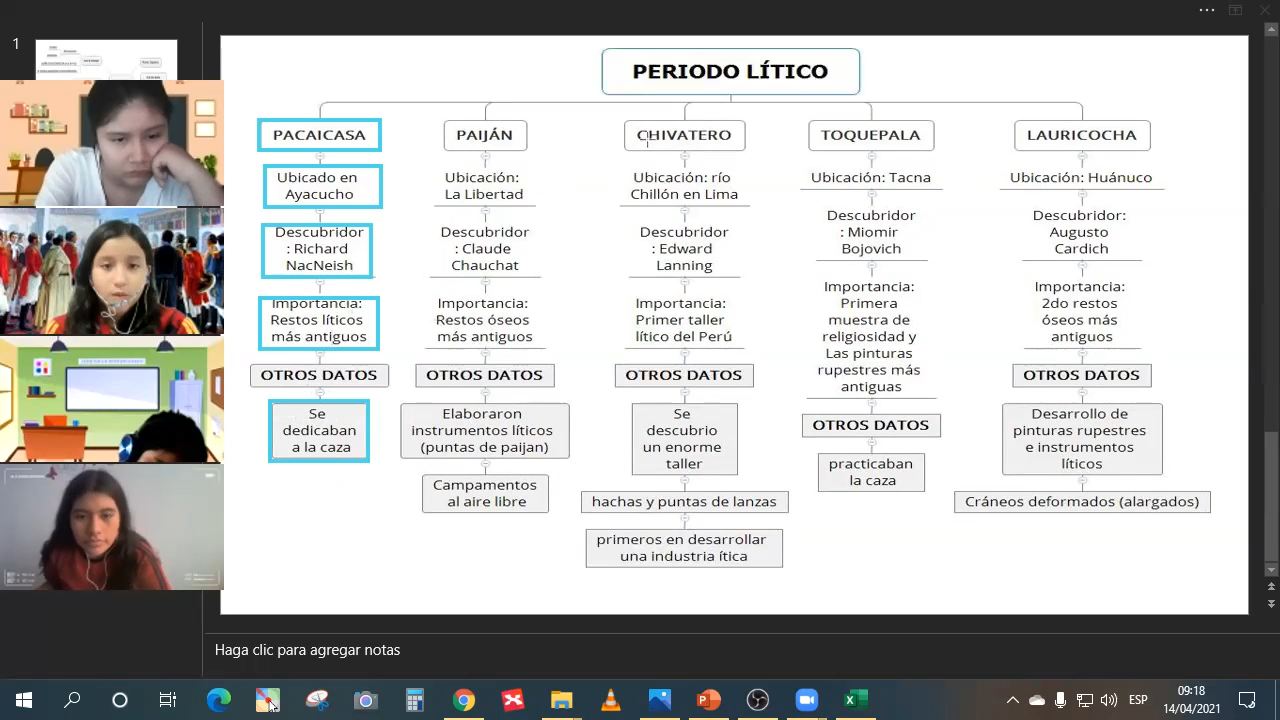 1
PERIODO LÍTICO
PACAICASA
Ubicado en
Ayacucho
Descubridor
: Richard
NacNeish
Importancia:
Restos líticos
más antiguos
OTROS DATOS
Se
dedicaban
a la caza
PAIJÁN
Ubicación:
La Libertad
Descubridor
: Claude
Chauchat
Importancia:
Restos óseos
más antiguos
OTROS DATOS
Elaboraron
instrumentos líticos
(puntas de paijan)
Campamentos
al aire libre
CHIVATERO
Ubicación: río
Chillón en Lima
Descubridor
: Edward
Lanning
Importancia:
Primer taller
lítico del Perú
OTROS DATOS
Se
descubrio
un enorme
taller
hachas y puntas de lanzas
primeros en desarrollar
una industria ítica
TOQUEPALA
Ubicación: Tacna
Descubridor
: Miomir
Bojovich
Importancia:
Primera
muestra de
religiosidad y
Las pinturas
rupestres más
antiguas
OTROS DATOS
practicaban
la caza
LAURICOCHA
Ubicación: Huánuco
Descubridor:
Augusto
Cardich
Importancia:
2do restos
óseos más
antiguos
OTROS DATOS
Desarrollo de
pinturas rupestres
e instrumentos
líticos
Cráneos deformados (alargados)
Haga clic para agregar notas
ESP
09:18
14/04/2021